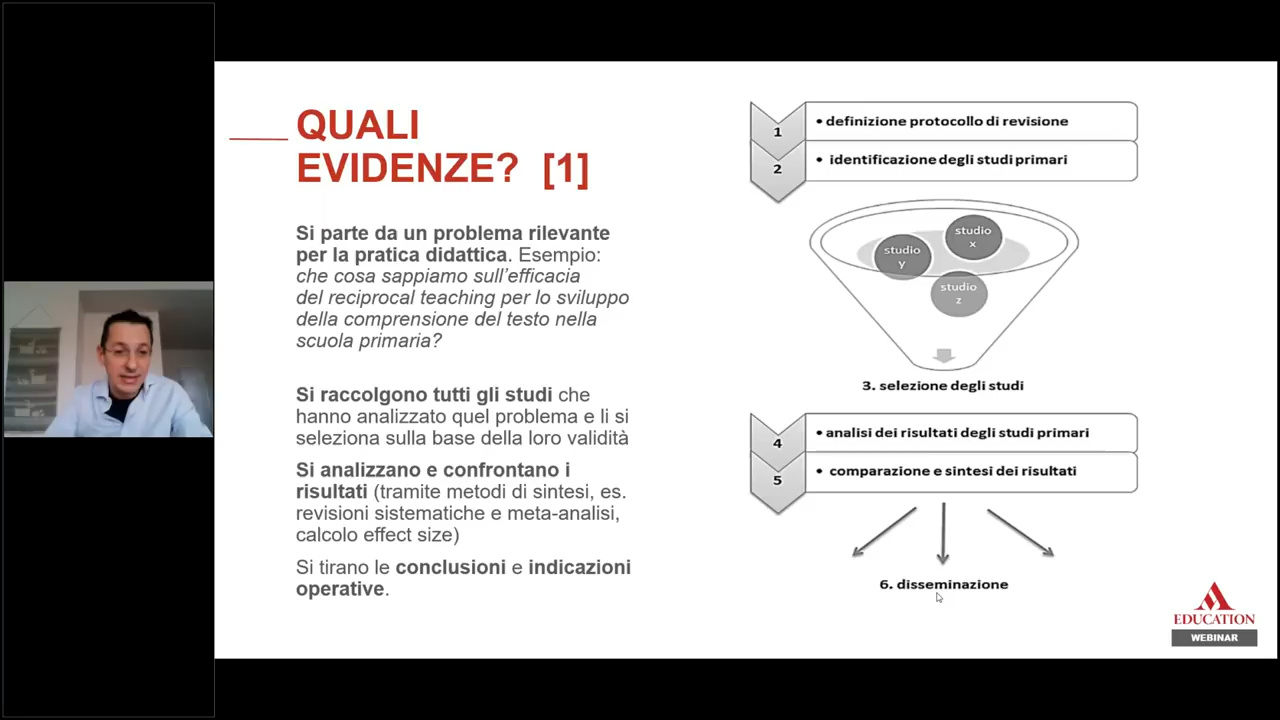 QUALI
EVIDENZE? [1]
Si parte da un problema rilevante
per la pratica didattica. Esempio:
che cosa sappiamo sull'efficacia
del reciprocal teaching per lo sviluppo
della comprensione del testo nella
scuola primaria?
Si raccolgono tutti gli studi che
hanno analizzato quel problema e li si
seleziona sulla base della loro validità
Si analizzano e confrontano i
risultati (tramite metodi di sintesi, es.
revisioni sistematiche e meta-analisi,
calcolo effect size)
Si tirano le conclusioni e indicazioni
operative.
1 • definizione protocollo di revisione
2 • identificazione degli studi primari
studio
x
studio
y
studio
z
3. selezione degli studi
4 • analisi dei risultati degli studi primari
5 • comparazione e sintesi dei risultati
6. disseminazione
EDUCATION
WEBINAR